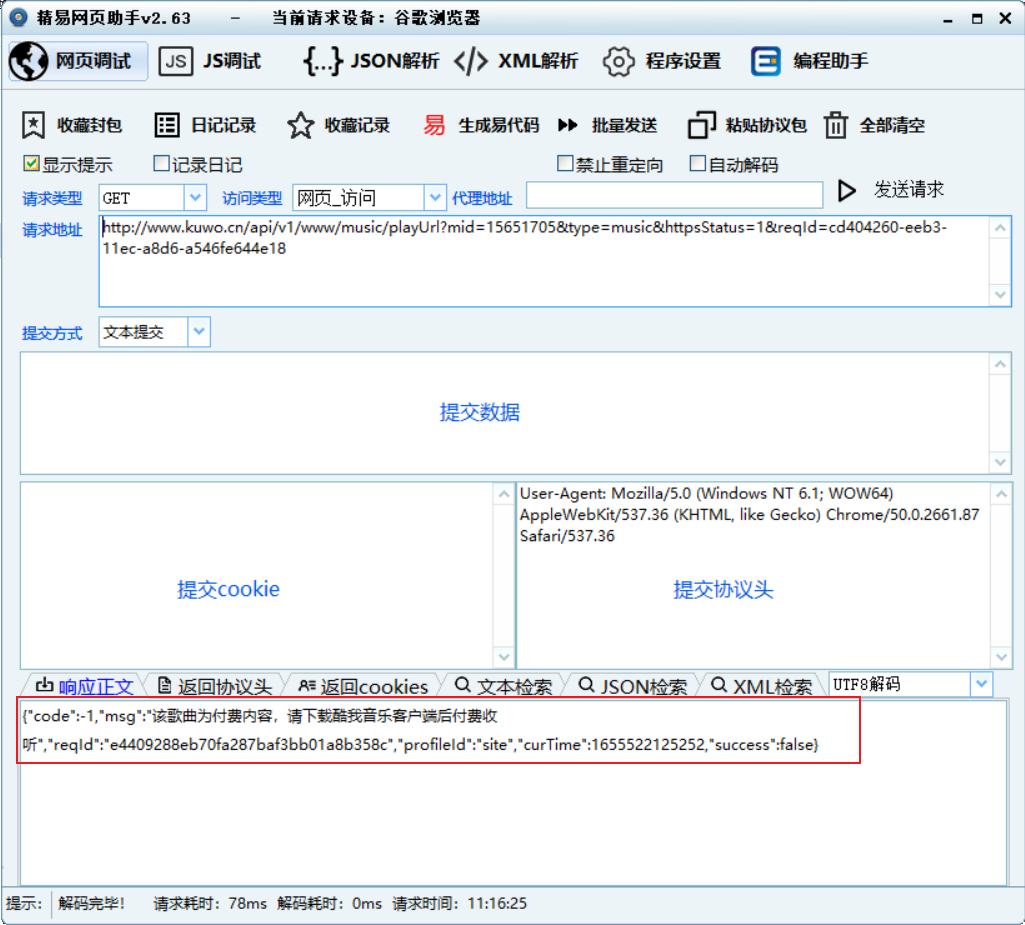 精易网页助手v2.63 - 当前请求设备：谷歌浏览器
网页调试 JS JS调试 {...} JSON解析 </> XML解析 程序设置 编程助手
收藏封包 日记记录 收藏记录 易 生成易代码 批量发送 粘贴协议包 全部清空
显示提示 记录日记 禁止重定向 自动解码
请求类型 GET 访问类型 网页_访问 代理地址 发送请求
请求地址 http://www.kuwo.cn/api/v1/www/music/playUrl?mid=15651705&type=music&httpsStatus=1&reqId=cd404260-eeb3-
11ec-a8d6-a546fe644e18
提交方式 文本提交
提交数据
User-Agent: Mozilla/5.0 (Windows NT 6.1; WOW64)
AppleWebKit/537.36 (KHTML, like Gecko) Chrome/50.0.2661.87
Safari/537.36
提交cookie 提交协议头
响应正文 返回协议头 返回cookies 文本检索 JSON检索 XML检索 UTF8解码
{"code":-1,"msg":"该歌曲为付费内容，请下载酷我音乐客户端后付费收
听","reqId":"e4409288eb70fa287baf3bb01a8b358c","profileId":"site","curTime":1655522125252,"success":false}
提示: 解码完毕! 请求耗时: 78ms 解码耗时: 0ms 请求时间: 11:16:25